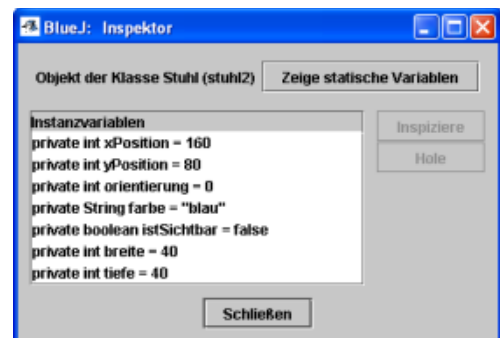 BlueJ: Inspektor
Objekt der Klasse Stuhl (stuhl2) Zeige statische Variablen
Instanzvariablen
private int xPosition = 160
private int yPosition = 80
private int orientierung = 0
private String farbe = "blau"
private boolean istSichtbar = false
private int breite = 40
private int tiefe = 40
Inspiziere
Hole
Schließen